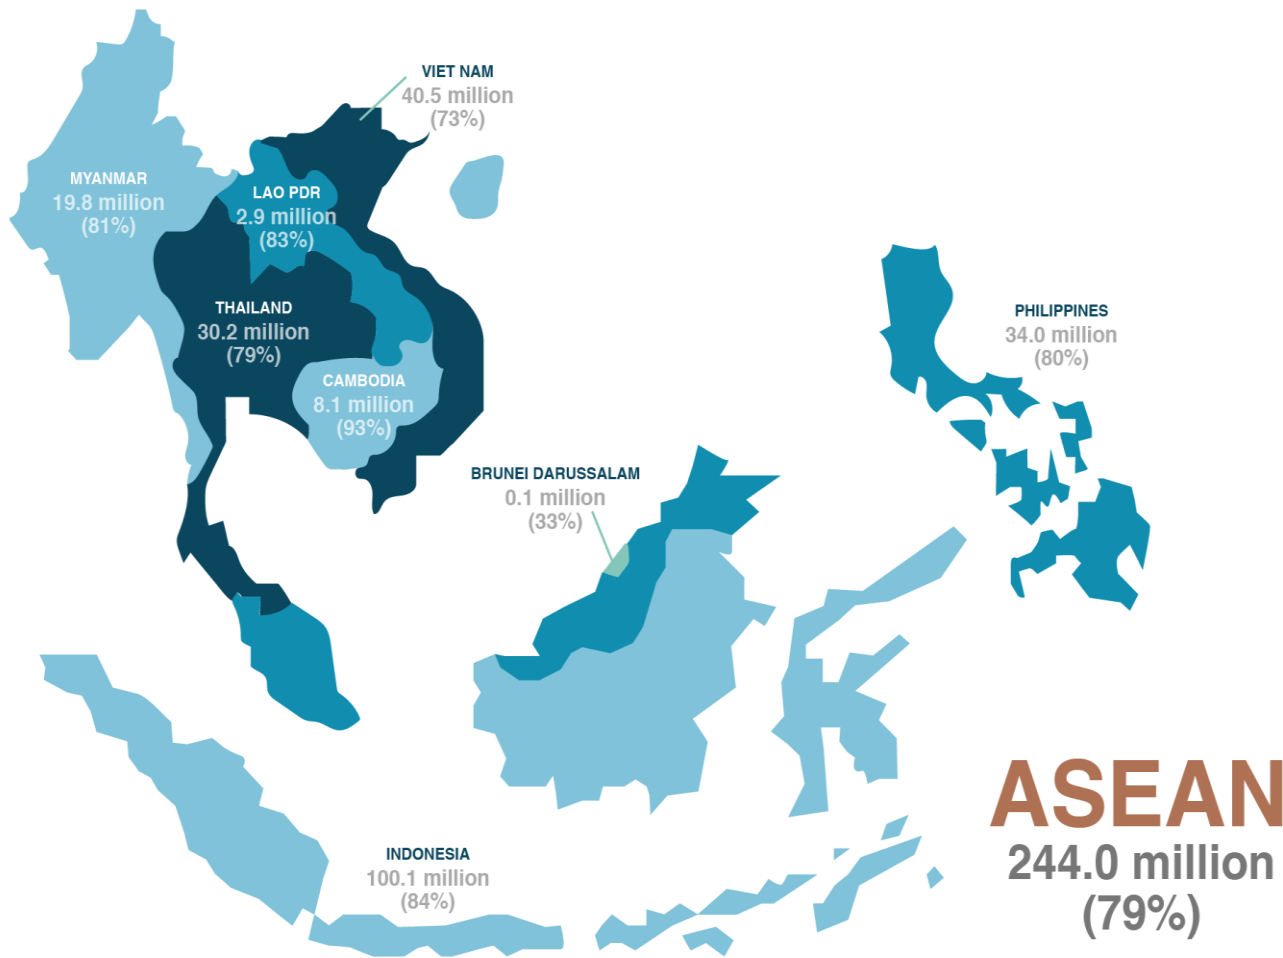 VIET NAM
40.5 million
(73%)
MYANMAR
19.8 million
(81%)
LAO PDR
2.9 million
(83%)
THAILAND
30.2 million
(79%)
PHILIPPINES
34.0 million
(80%)
CAMBODIA
8.1 million
(93%)
BRUNEI DARUSSALAM
0.1 million
(33%)
INDONESIA
100.1 million
(84%)
ASEAN
244.0 million
(79%)